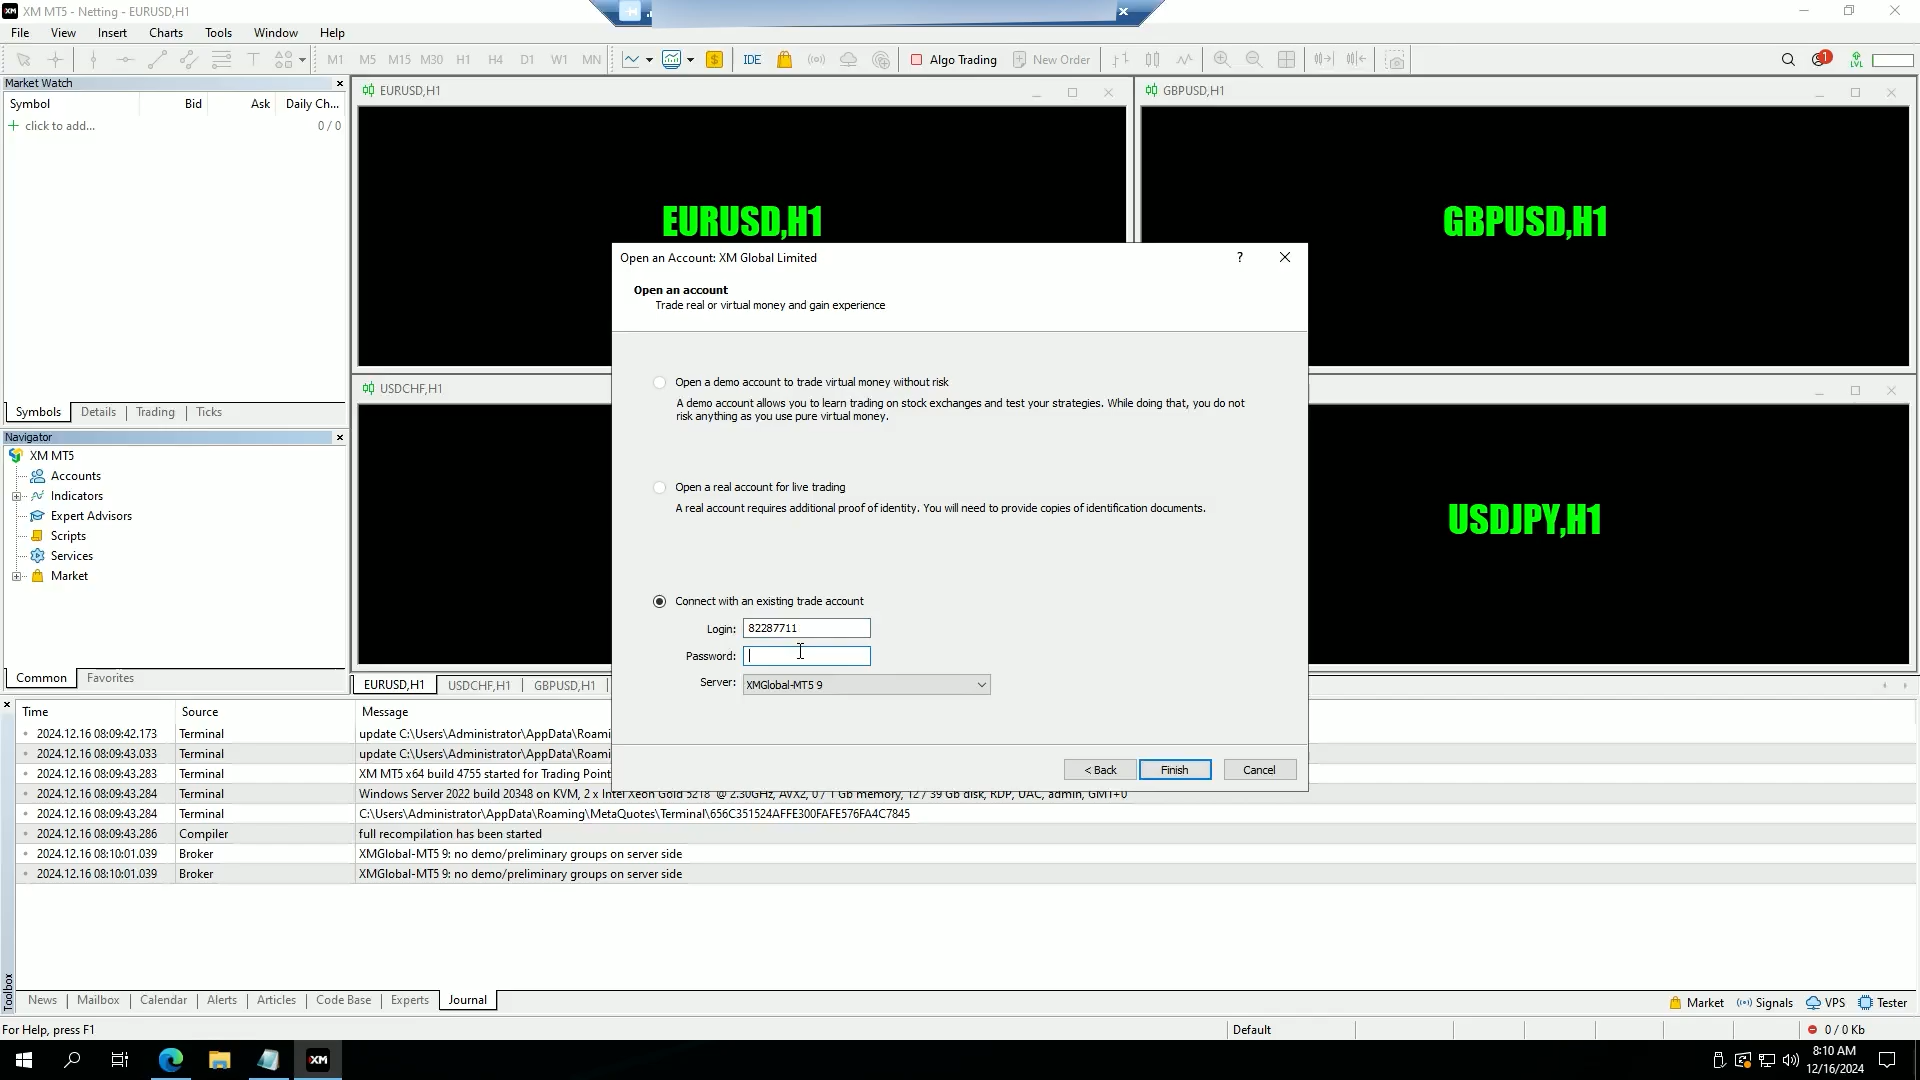 XM MT5 - Netting - EURUSD,H1
File View Insert Charts Tools Window Help
M1 M5 M15 M30 H1 H4 D1 W1 MN IDE Algo Trading New Order 1 LVL
Market Watch
Symbol Bid Ask Daily Ch...
click to add... 0 / 0
Symbols Details Trading Ticks
Navigator
XM MT5
Accounts
Indicators
Expert Advisors
Scripts
Services
Market
Common Favorites
EURUSD,H1
EURUSD,H1
GBPUSD,H1
GBPUSD,H1
USDCHF,H1
USDJPY,H1
EURUSD,H1 USDCHF,H1 GBPUSD,H1
Open an Account: XM Global Limited ?
Open an account
Trade real or virtual money and gain experience
Open a demo account to trade virtual money without risk
A demo account allows you to learn trading on stock exchanges and test your strategies. While doing that, you do not
risk anything as you use pure virtual money.
Open a real account for live trading
A real account requires additional proof of identity. You will need to provide copies of identification documents.
Connect with an existing trade account
Login: 82287711
Password:
Server: XMGlobal-MT5 9
< Back Finish Cancel
Time Source Message
2024.12.16 08:09:42.173 Terminal update C:\Users\Administrator\AppData\Roami
2024.12.16 08:09:43.033 Terminal update C:\Users\Administrator\AppData\Roami
2024.12.16 08:09:43.283 Terminal XM MT5 x64 build 4755 started for Trading Point
2024.12.16 08:09:43.284 Terminal Windows Server 2022 build 20348 on KVM, 2 x Intel Xeon Gold 5218 @ 2.30GHz, AVX2, 0 / 1 Gb memory, 12 / 39 Gb disk, RDP, UAC, admin, GMT+0
2024.12.16 08:09:43.284 Terminal C:\Users\Administrator\AppData\Roaming\MetaQuotes\Terminal\656C351524AFFE300FAFE576FA4C7845
2024.12.16 08:09:43.286 Compiler full recompilation has been started
2024.12.16 08:10:01.039 Broker XMGlobal-MT5 9: no demo/preliminary groups on server side
2024.12.16 08:10:01.039 Broker XMGlobal-MT5 9: no demo/preliminary groups on server side
Toolbox
News Mailbox Calendar Alerts Articles Code Base Experts Journal
Market Signals VPS Tester
For Help, press F1 Default 0 / 0 Kb
XM
8:10 AM
12/16/2024